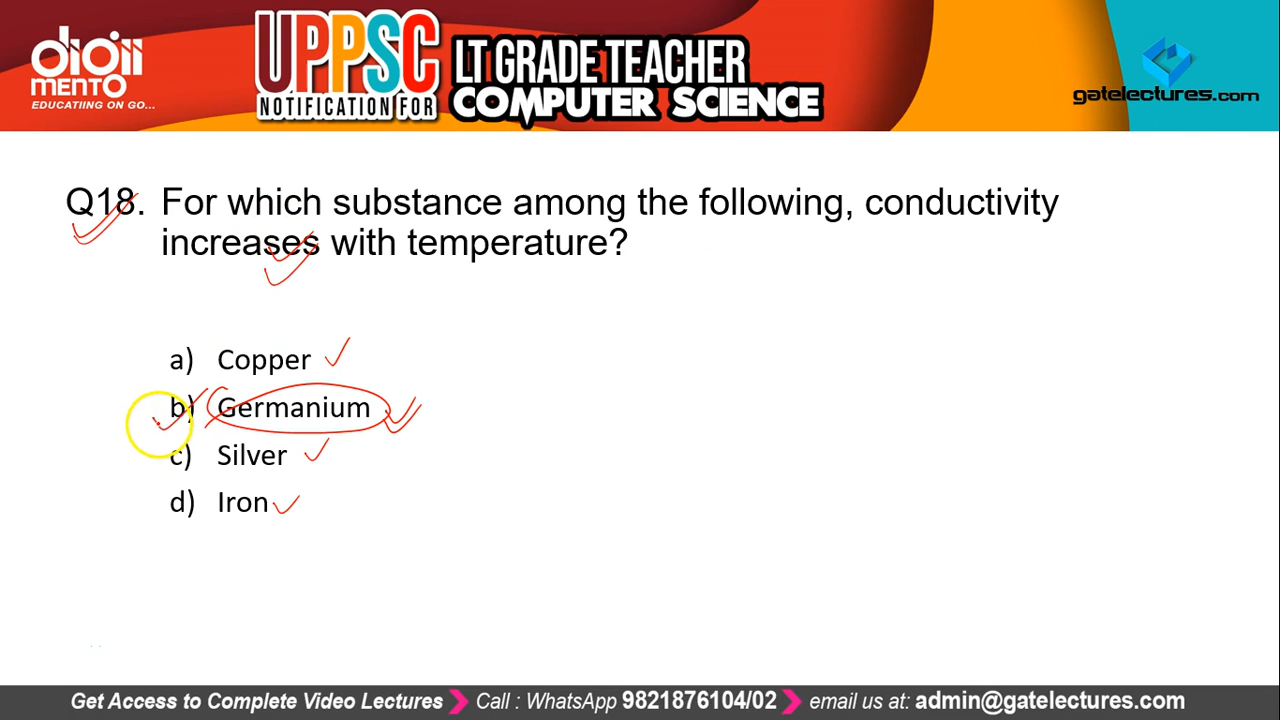 digii
MENTO
EDUCATIING ON GO...
UPPSC
NOTIFICATION FOR
LT GRADE TEACHER
COMPUTER SCIENCE
gatelectures.com
Q18. For which substance among the following, conductivity
increases with temperature?
a) Copper
b) Germanium
c) Silver
d) Iron
Get Access to Complete Video Lectures Call : WhatsApp 9821876104/02 email us at: admin@gatelectures.com